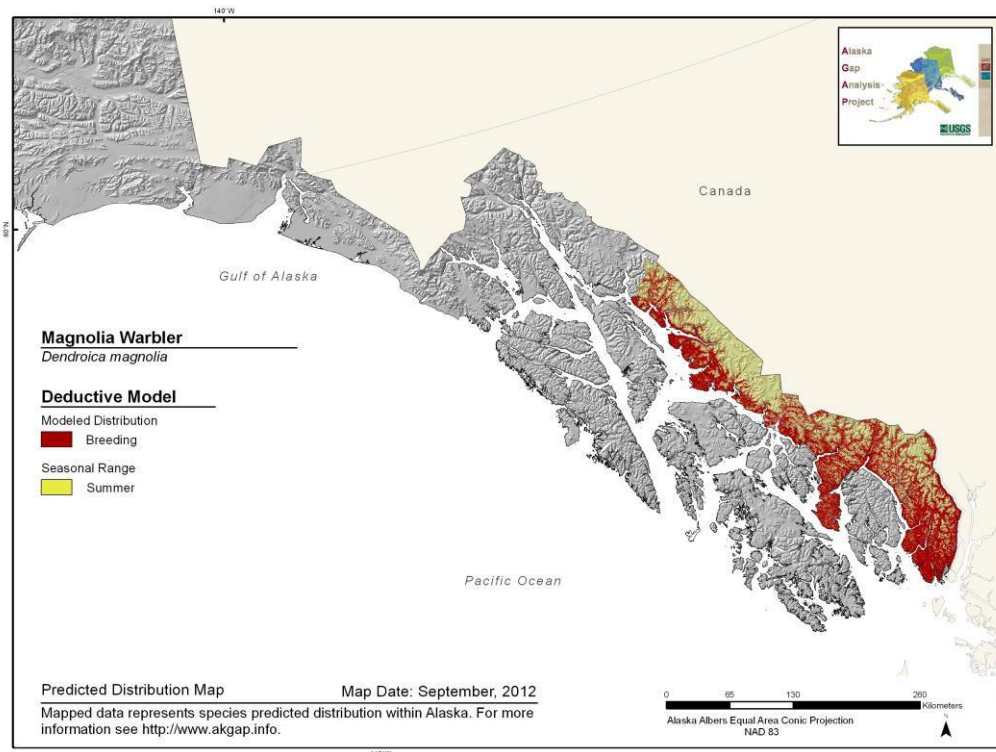 140°W
Alaska
Gap
Analysis
Project
USGS
Canada
60°N
Gulf of Alaska
Magnolia Warbler
Dendroica magnolia
Deductive Model
Modeled Distribution
Breeding
Seasonal Range
Summer
Pacific Ocean
Predicted Distribution Map Map Date: September, 2012
Mapped data represents species predicted distribution within Alaska. For more
information see http://www.akgap.info.
0 65 130 260
Kilometers
Alaska Albers Equal Area Conic Projection
NAD 83
N